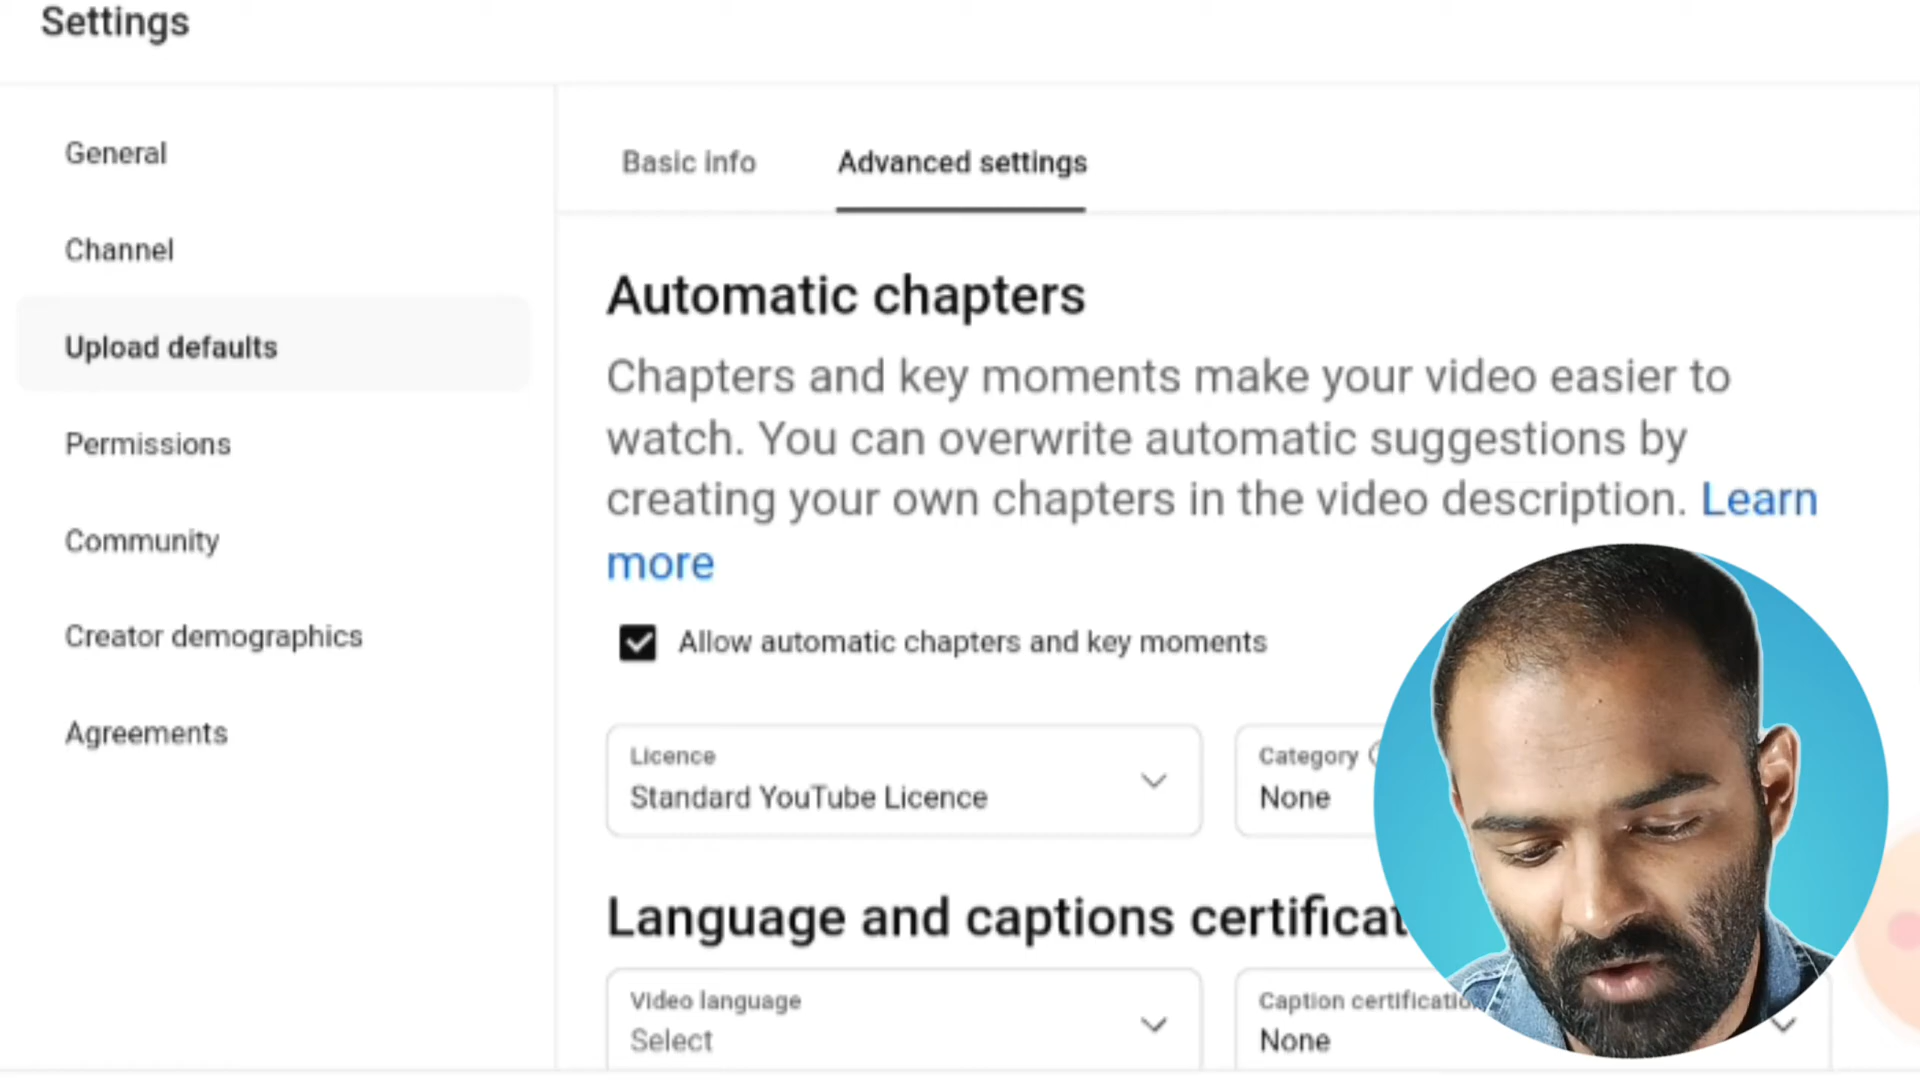 Settings
General
Channel
Upload defaults
Permissions
Community
Creator demographics
Agreements
Basic info
Advanced settings
Automatic chapters
Chapters and key moments make your video easier to
watch. You can overwrite automatic suggestions by
creating your own chapters in the video description. Learn
more
Allow automatic chapters and key moments
Licence
Standard YouTube Licence
Category
None
Language and captions
Video language
Select
Caption
None